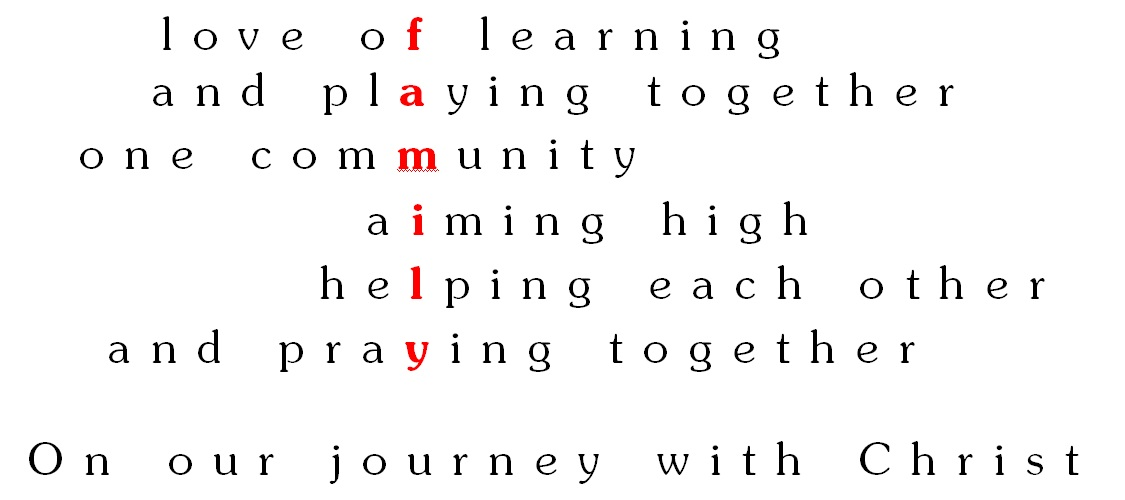 love of learning
and playing together
one community
aiming high
helping each other
and praying together
On our journey with Christ